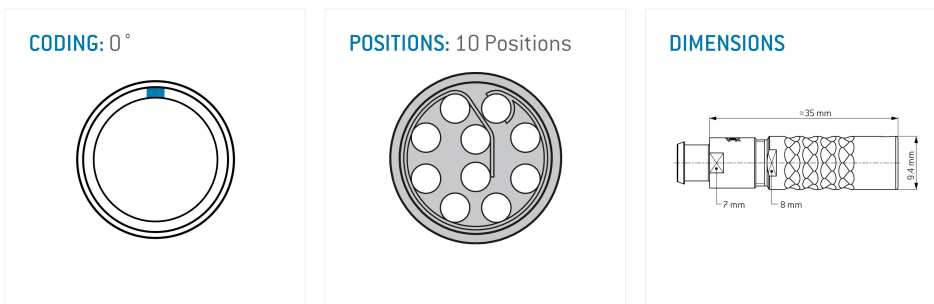 CODING: 0°
POSITIONS: 10 Positions
DIMENSIONS
≈35 mm
9.4 mm
7 mm
8 mm